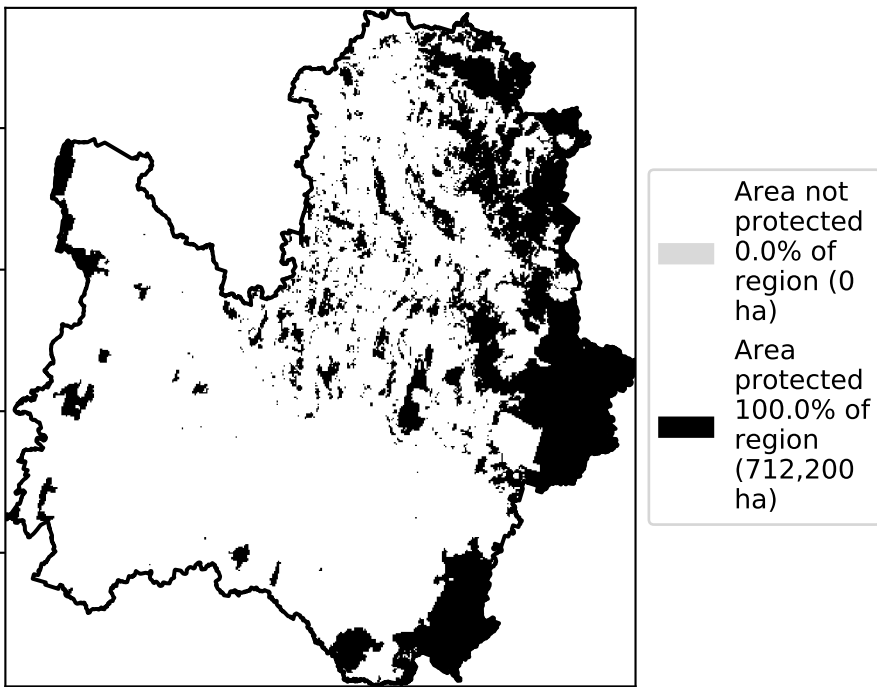 Area not
protected
0.0% of
region (0
ha)
Area
protected
100.0% of
region
(712,200
ha)